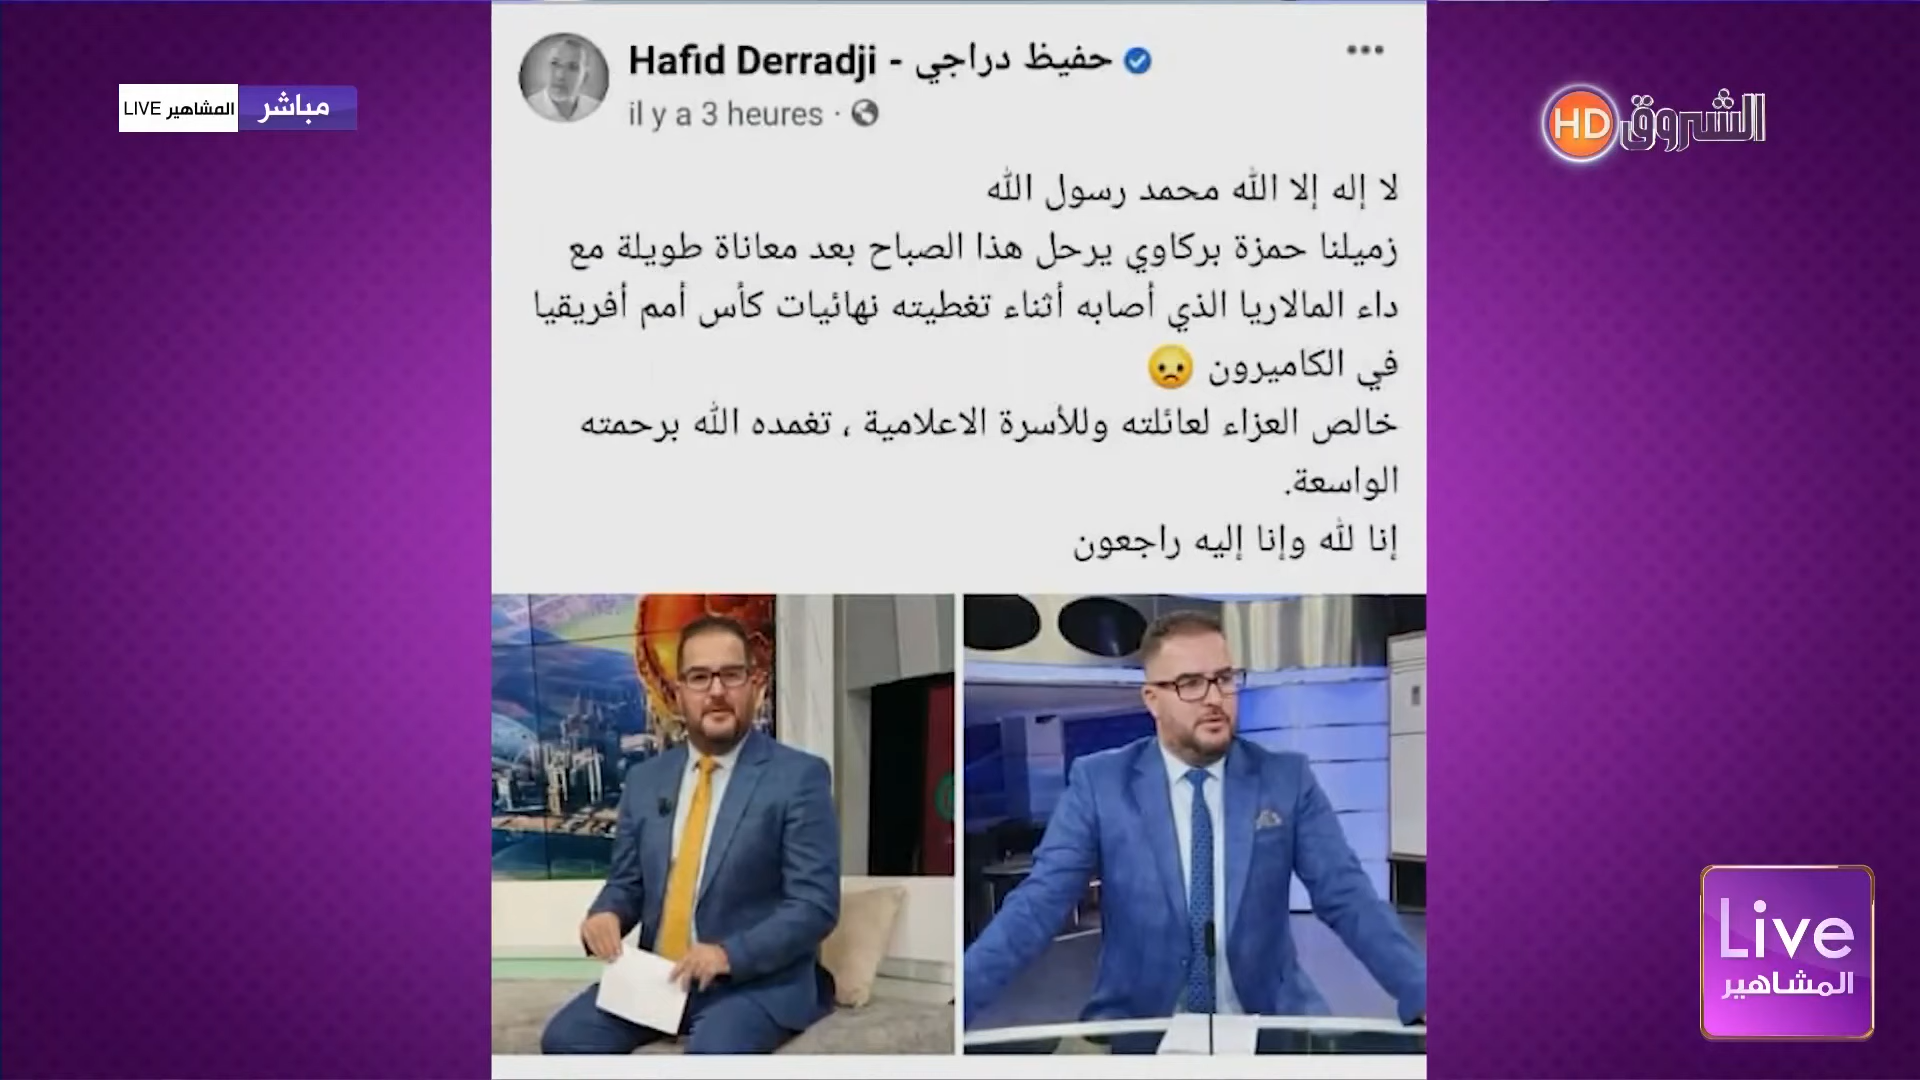 Hafid Derradji - حفيظ دراجي
il y a 3 heures ·
المشاهير LIVE
مباشر
HD الشروق
لا إله إلا الله محمد رسول الله
زميلنا حمزة بركاوي يرحل هذا الصباح بعد معاناة طويلة مع
داء المالاريا الذي أصابه أثناء تغطيته نهائيات كأس أمم أفريقيا
في الكاميرون 😞
خالص العزاء لعائلته وللأسرة الاعلامية ، تغمده الله برحمته
الواسعة.
إنا لله وإنا إليه راجعون
Live
المشاهير